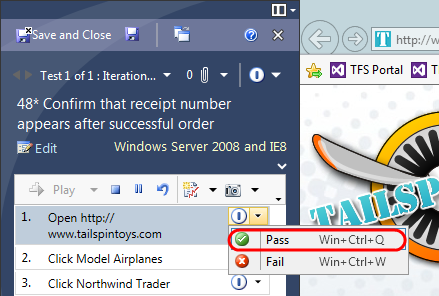 Save and Close
http://w
Test 1 of 1 : Iteration... 0
TFS Portal
48* Confirm that receipt number
appears after successful order
Edit Windows Server 2008 and IE8
Play
1. Open http://
www.tailspintoys.com
TAILSP
Pass Win+Ctrl+Q
Fail Win+Ctrl+W
2. Click Model Airplanes
3. Click Northwind Trader